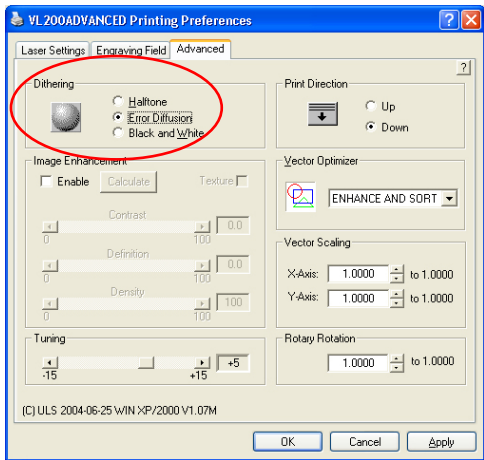 VL200ADVANCED Printing Preferences
Laser Settings Engraving Field Advanced
Dithering
Halftone
Error Diffusion
Black and White
Print Direction
Up
Down
Image Enhancement
Enable Calculate Texture
Contrast
0 100 0.0
Definition
0 100 0.0
Density
0 100 100
Vector Optimizer
ENHANCE AND SORT
Vector Scaling
X-Axis: 1.0000 to 1.0000
Y-Axis: 1.0000 to 1.0000
Tuning
-15 +15 +5
Rotary Rotation
1.0000 to 1.0000
(C) ULS 2004-06-25 WIN XP/2000 V1.07M
OK Cancel Apply